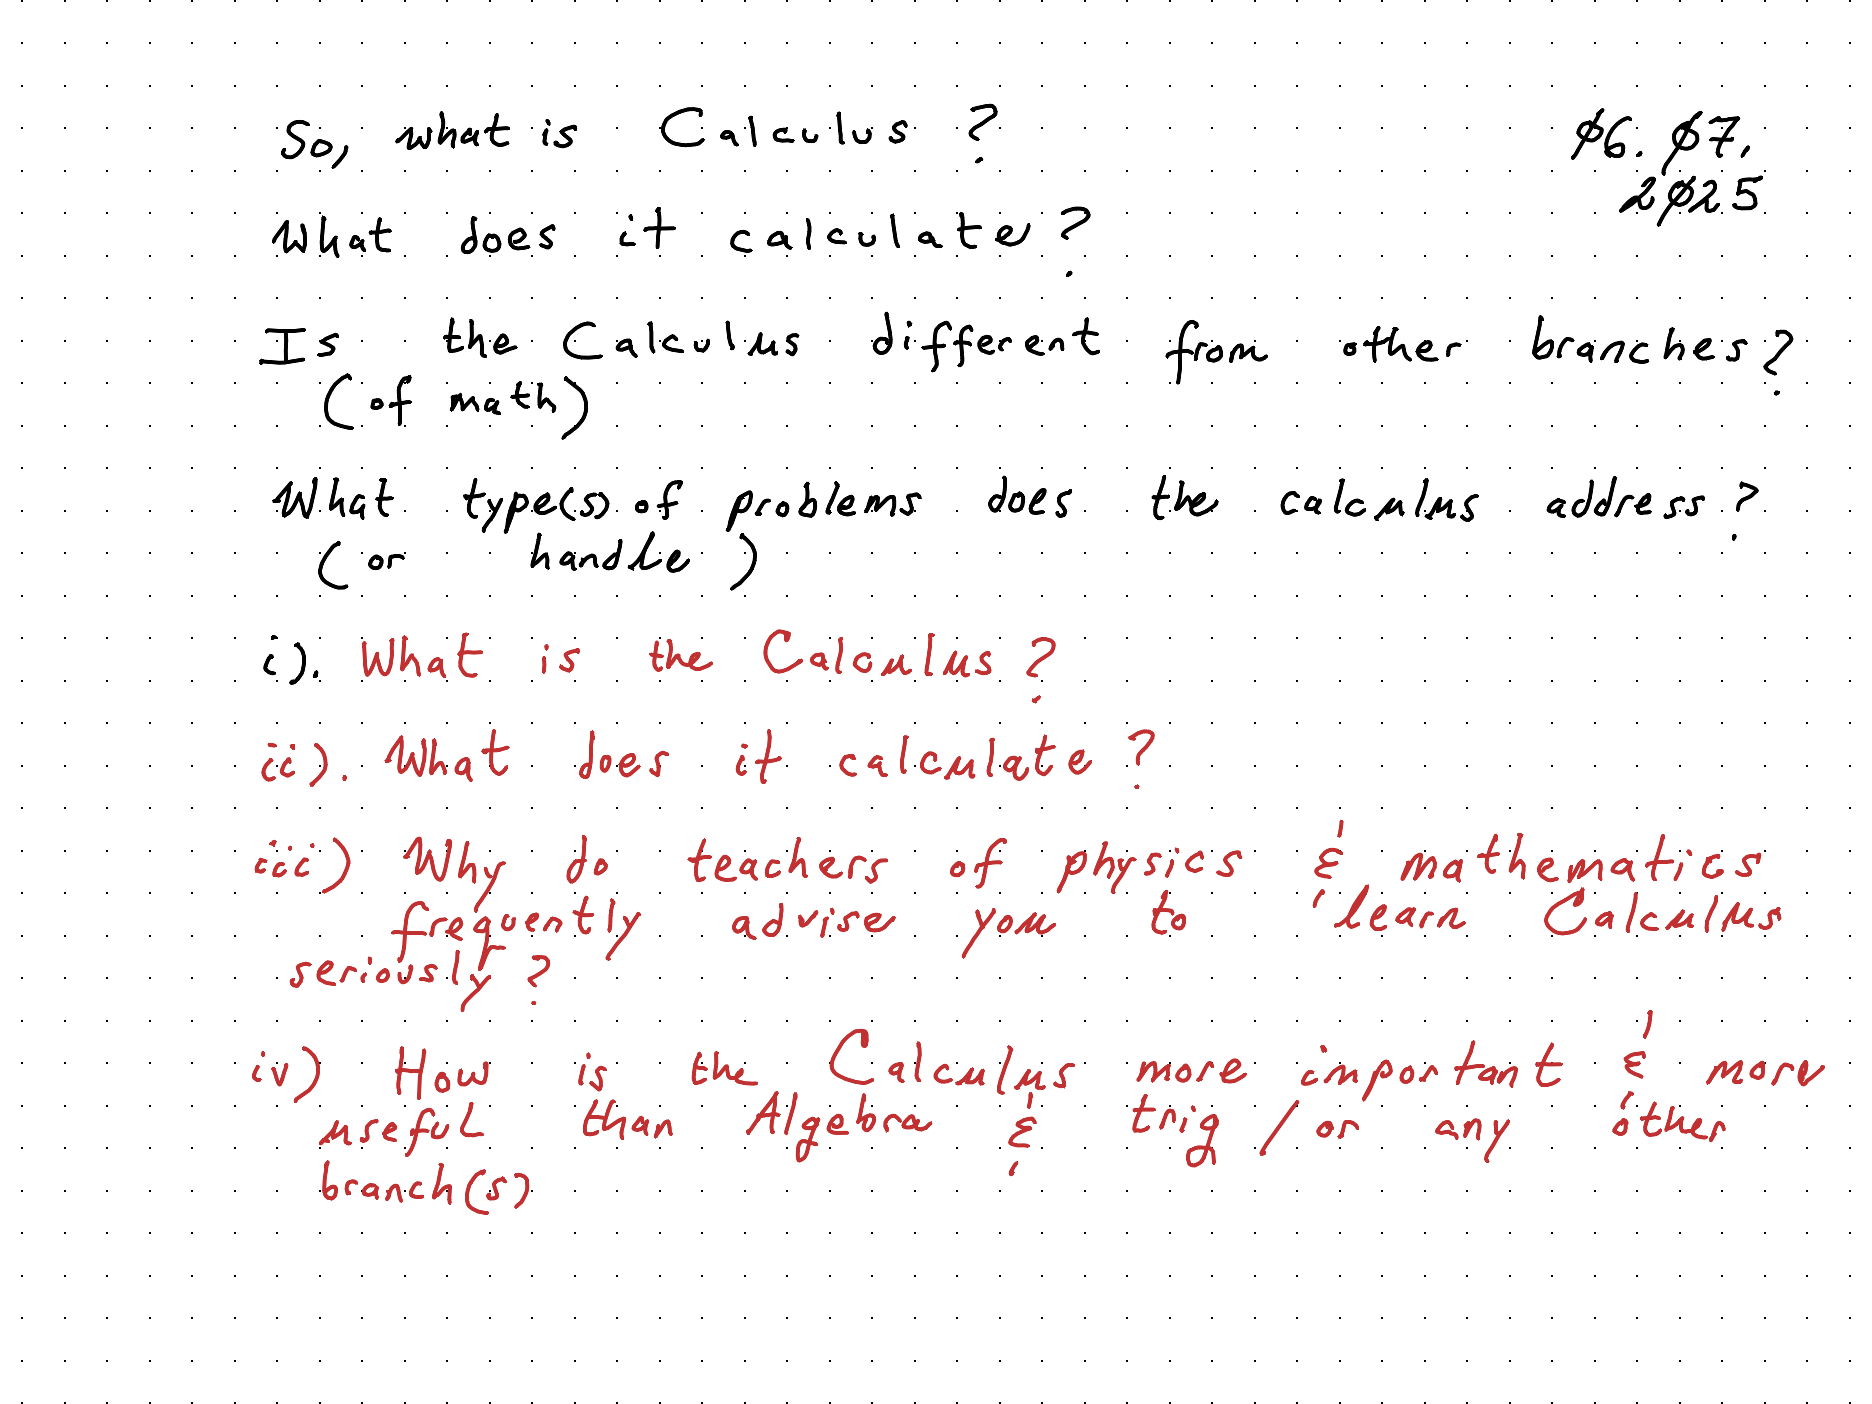 So, what is Calculus ?
06. 07.
2025
What does it calculate ?
Is the Calculus different from other branches ?
(of math)
What type(s) of problems does the calculus address ?
(or handle)
i). What is the Calculus ?
ii). What does it calculate ?
iii) Why do teachers of physics & mathematics
frequently advise you to learn Calculus
seriously ?
iv) How is the Calculus more important & more
useful than Algebra & trig / or any other
branch(s)